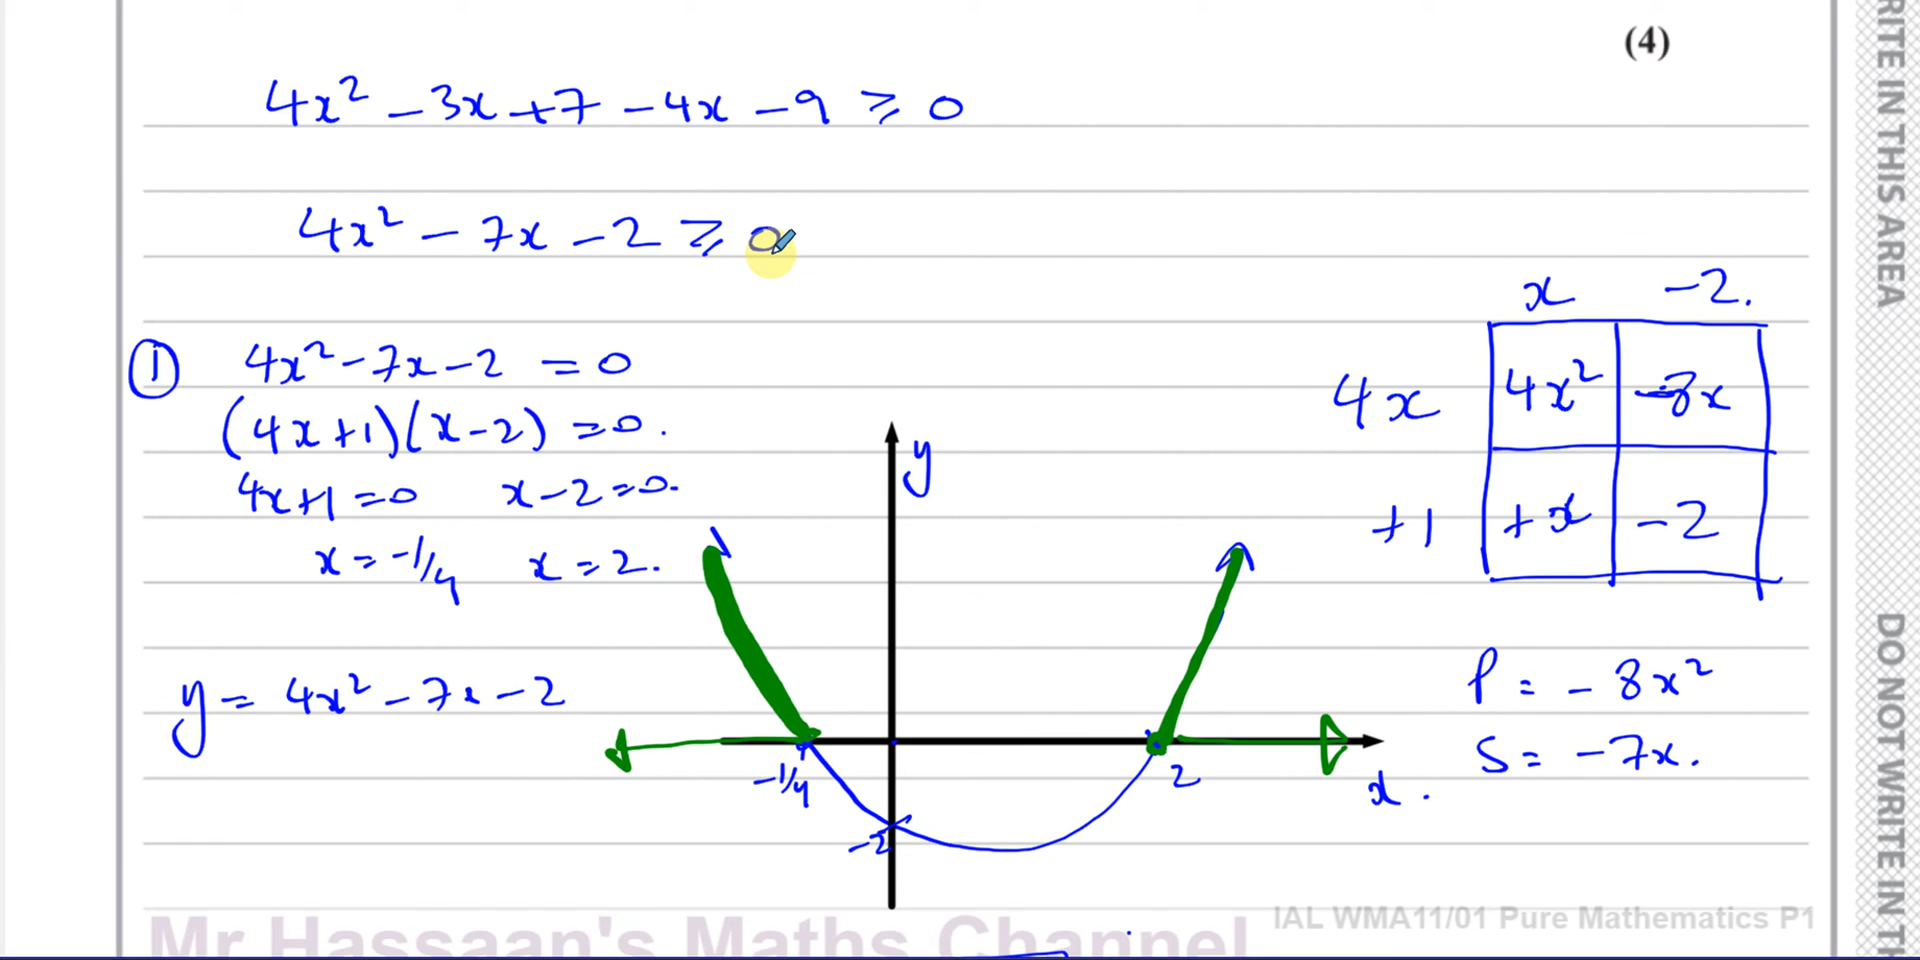 (4)
4x² - 3x + 7 - 4x - 9 ≥ 0
4x² - 7x - 2 ≥ 0
① 4x² - 7x - 2 = 0
(4x+1)(x-2) = 0.
4x+1 = 0 x-2 = 0.
x = -1/4 x = 2.
y = 4x² - 7x - 2
y
-1/4
2
x.
-2
x -2.
4x 4x² -8x
+1 +x -2
P = -8x²
S = -7x.
Mr Hassaan's Maths Channel
IAL WMA11/01 Pure Mathematics P1
RITE IN THIS AREA
DO NOT WRITE IN TH